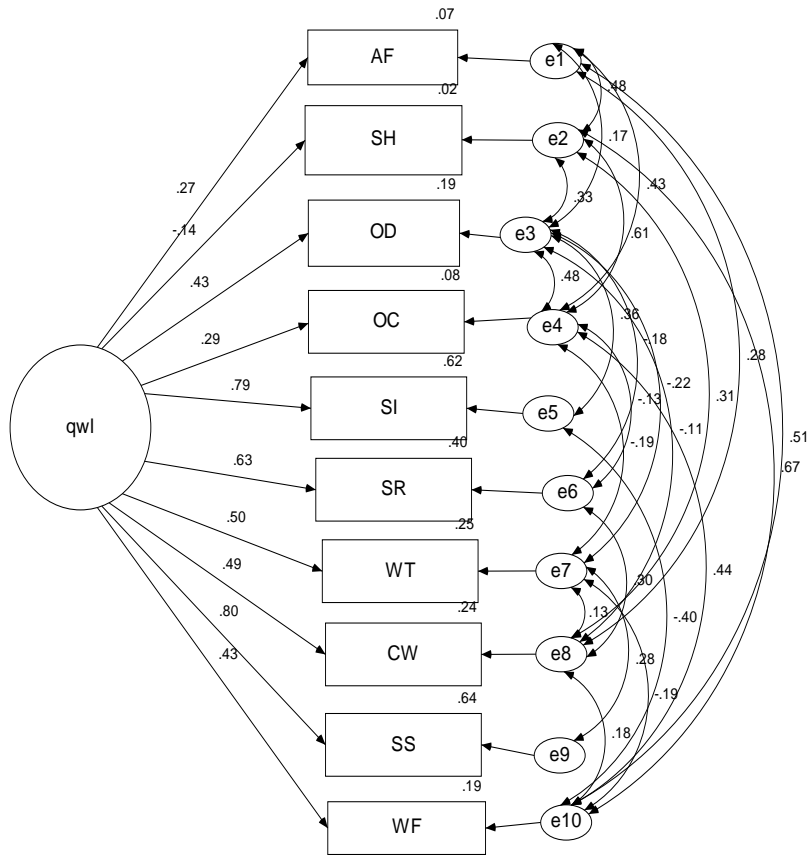 .07
AF
e1
.02
.48
SH
e2
.17
.27
.19
.43
-.14
.33
OD
e3
.61
.43
.08
.48
.29
OC
e4
.36
-.18
.62
.28
.79
SI
e5
-.22
-.13
.31
qwl
.40
-.19
-.11
.51
.63
SR
e6
.67
.50
.25
WT
e7
.44
.49
.30
.24
.13
-.40
.80
CW
e8
.43
.28
.64
-.19
SS
e9
.18
.19
WF
e10